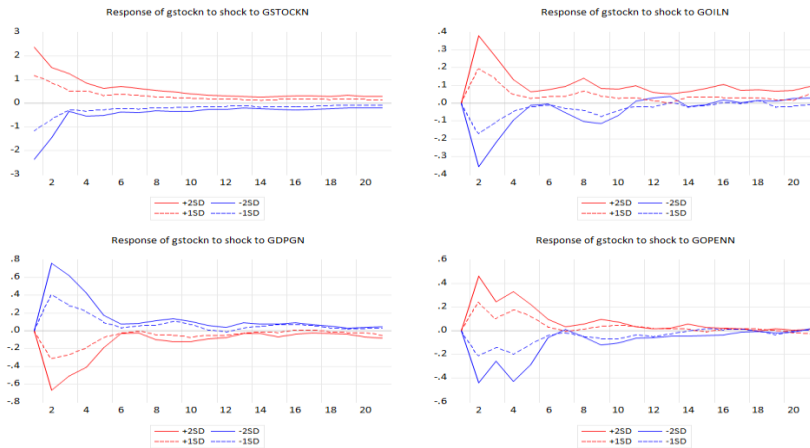 Response of gstockn to shock to GSTOCKN
3
2
1
0
-1
-2
-3
2 4 6 8 10 12 14 16 18 20
+2SD -2SD
+1SD -1SD
Response of gstockn to shock to GOILN
.4
.3
.2
.1
.0
-.1
-.2
-.3
-.4
2 4 6 8 10 12 14 16 18 20
+2SD -2SD
+1SD -1SD
Response of gstockn to shock to GDPGN
.8
.6
.4
.2
.0
-.2
-.4
-.6
-.8
2 4 6 8 10 12 14 16 18 20
+2SD -2SD
+1SD -1SD
Response of gstockn to shock to GOPENN
.6
.4
.2
.0
-.2
-.4
-.6
2 4 6 8 10 12 14 16 18 20
+2SD -2SD
+1SD -1SD